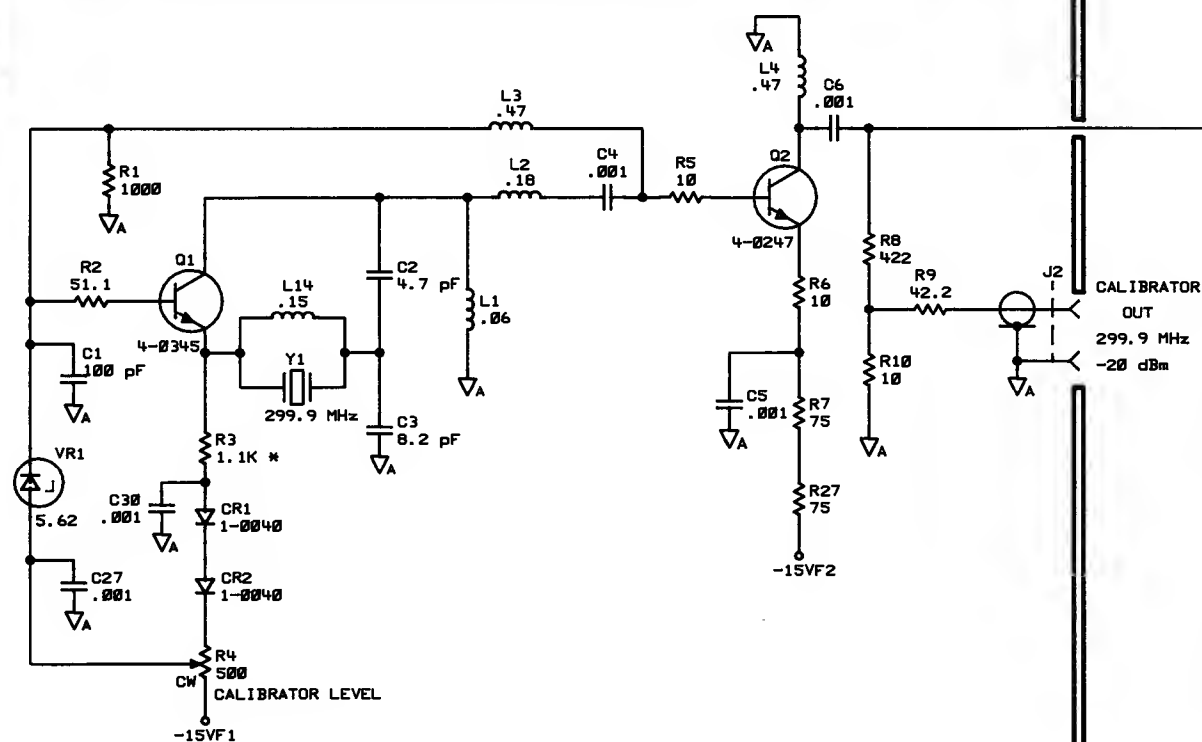 A
L4
.47
C6
.001
L3
.47
L2
.18
C4
.001
R5
10
Q2
4-0247
R1
1000
A
R2
51.1
Q1
4-0345
L14
.15
Y1
299.9 MHz
C2
4.7 pF
L1
.06
A
C3
8.2 pF
A
C1
100 pF
A
R3
1.1K *
VR1
5.62
C30
.001
A
CR1
1-0040
CR2
1-0040
C27
.001
A
R4
500
CW
CALIBRATOR LEVEL
-15VF1
R6
10
C5
.001
A
R7
75
R27
75
-15VF2
R8
422
R9
42.2
R10
10
A
J2
A
CALIBRATOR
OUT
299.9 MHz
-20 dBm